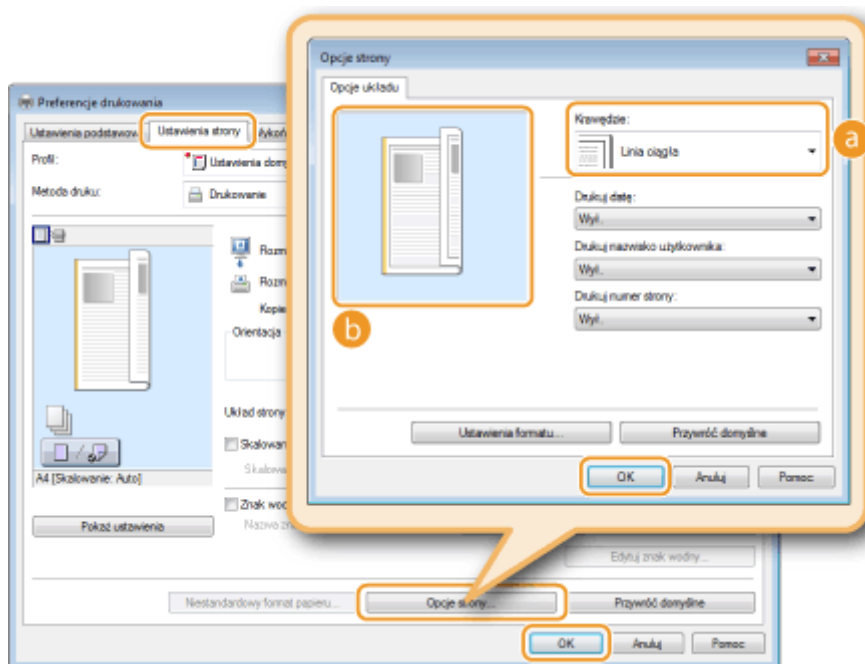 Opcje strony
Opcje układu
Krawędzie:
Linia ciągła
a
Drukuj datę:
Wył.
Drukuj nazwisko użytkownika:
Wył.
Drukuj numer strony:
Wył.
b
Ustawienia formatu...
Przywróć domyślne
OK
Anuluj
Pomoc
Preferencje drukowania
Ustawienia podstawow
Ustawienia strony
Wykoń
Profil:
Ustawienia dom
Metoda druku:
Drukowanie
Rozm
Rozm
Kopie
Orientacja
Układ strony
Skalowan
Skalowa
A4 [Skalowanie: Auto]
Znak wod
Nazwa zn
Pokaż ustawienia
Edytuj znak wodny...
Niestandardowy format papieru...
Opcje strony...
Przywróć domyślne
OK
Anuluj
Pomoc